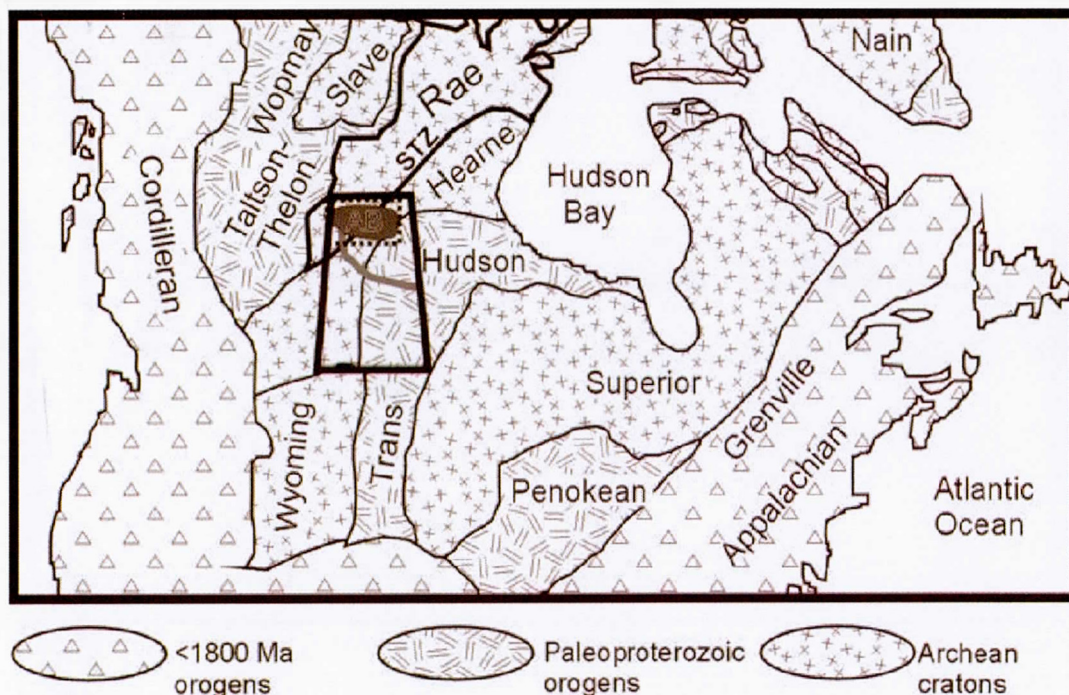 Nain
Slave
Rae
Wopmay
Taltson-
Thelon
STZ
Hearne
Cordilleran
Hudson
Bay
AB
Hudson
Superior
Wyoming
Trans
Penokean
Grenville
Appalachian
Atlantic
Ocean
<1800 Ma
orogens
Paleoproterozoic
orogens
Archean
cratons